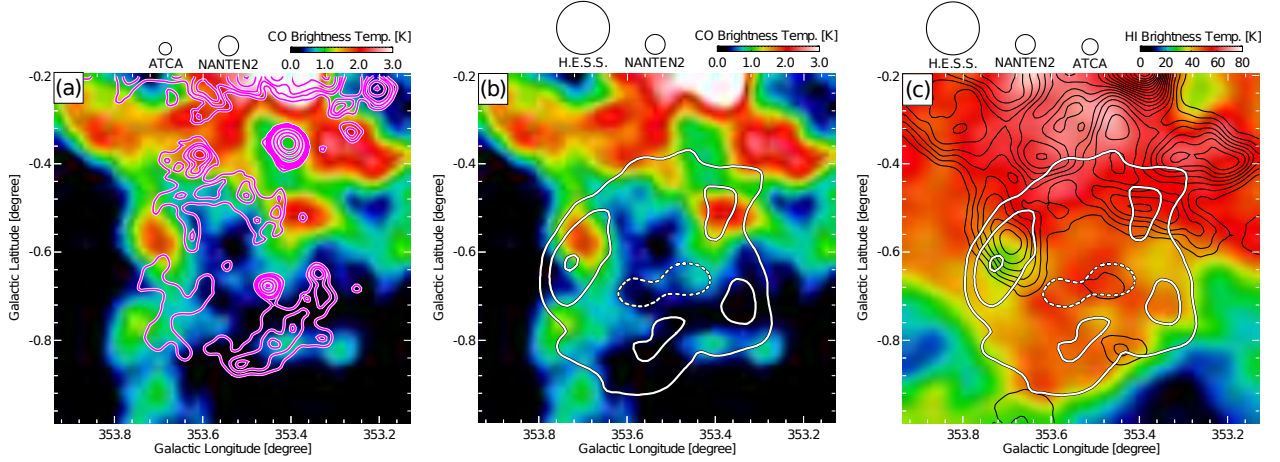 CO Brightness Temp. [K]
ATCA NANTEN2 0.0 1.0 2.0 3.0
(a)
-0.2
-0.4
-0.6
-0.8
Galactic Latitude [degree]
353.8 353.6 353.4 353.2
Galactic Longitude [degree]
CO Brightness Temp. [K]
H.E.S.S. NANTEN2 0.0 1.0 2.0 3.0
(b)
-0.2
-0.4
-0.6
-0.8
Galactic Latitude [degree]
353.8 353.6 353.4 353.2
Galactic Longitude [degree]
HI Brightness Temp. [K]
H.E.S.S. NANTEN2 ATCA 0 20 40 60 80
(c)
-0.2
-0.4
-0.6
-0.8
Galactic Latitude [degree]
353.8 353.6 353.4 353.2
Galactic Longitude [degree]